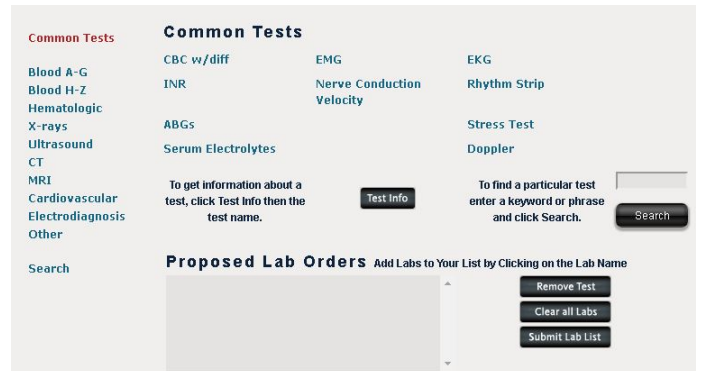 Common Tests
Blood A-G
Blood H-Z
Hematologic
X-rays
Ultrasound
CT
MRI
Cardiovascular
Electrodiagnosis
Other
Search
Common Tests
CBC w/diff EMG EKG
INR Nerve Conduction Rhythm Strip
Velocity
ABGs Stress Test
Serum Electrolytes Doppler
To get information about a
test, click Test Info then the
test name.
Test Info
To find a particular test
enter a keyword or phrase
and click Search.
Search
Proposed Lab Orders Add Labs to Your List by Clicking on the Lab Name
Remove Test
Clear all Labs
Submit Lab List